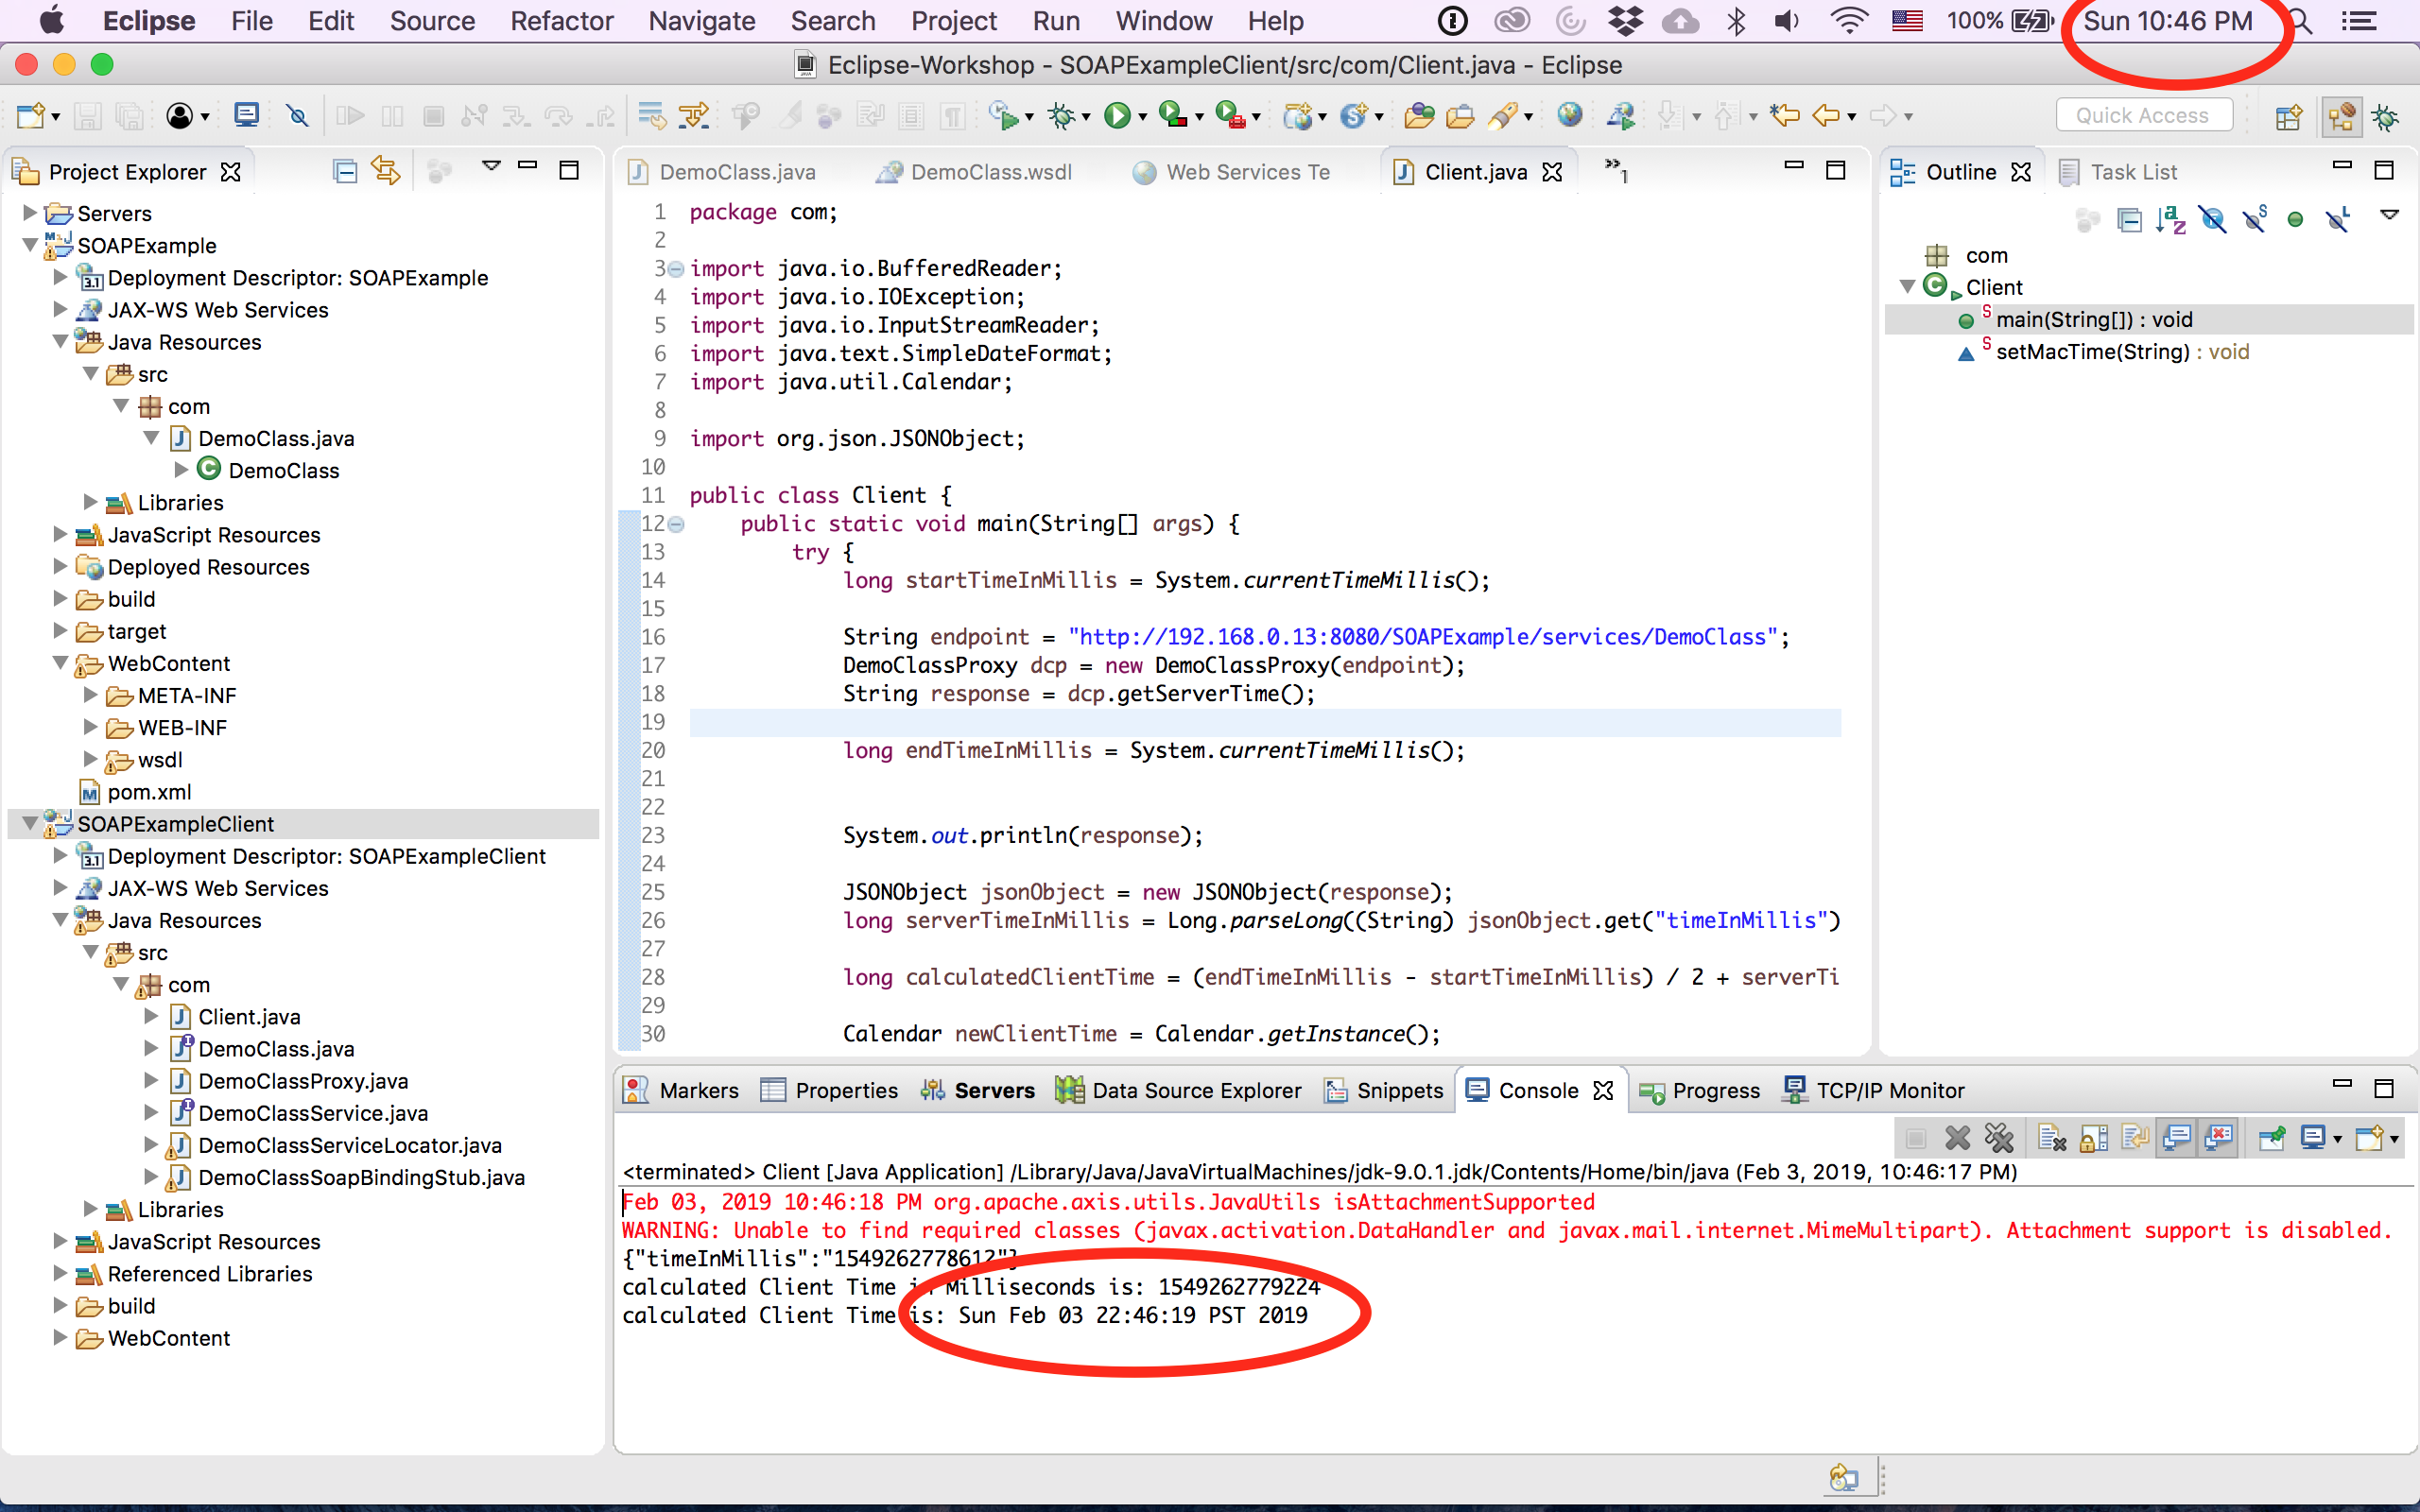 Eclipse File Edit Source Refactor Navigate Search Project Run Window Help 100% Sun 10:46 PM
Eclipse-Workshop - SOAPExampleClient/src/com/Client.java - Eclipse
Quick Access
Project Explorer
Servers
SOAPExample
Deployment Descriptor: SOAPExample
JAX-WS Web Services
Java Resources
src
com
DemoClass.java
DemoClass
Libraries
JavaScript Resources
Deployed Resources
build
target
WebContent
META-INF
WEB-INF
wsdl
pom.xml
SOAPExampleClient
Deployment Descriptor: SOAPExampleClient
JAX-WS Web Services
Java Resources
src
com
Client.java
DemoClass.java
DemoClassProxy.java
DemoClassService.java
DemoClassServiceLocator.java
DemoClassSoapBindingStub.java
Libraries
JavaScript Resources
Referenced Libraries
build
WebContent
DemoClass.java DemoClass.wsdl Web Services Te Client.java »1
1 package com;
2
3 import java.io.BufferedReader;
4 import java.io.IOException;
5 import java.io.InputStreamReader;
6 import java.text.SimpleDateFormat;
7 import java.util.Calendar;
8
9 import org.json.JSONObject;
10
11 public class Client {
12 public static void main(String[] args) {
13 try {
14 long startTimeInMillis = System.currentTimeMillis();
15
16 String endpoint = "http://192.168.0.13:8080/SOAPExample/services/DemoClass";
17 DemoClassProxy dcp = new DemoClassProxy(endpoint);
18 String response = dcp.getServerTime();
19
20 long endTimeInMillis = System.currentTimeMillis();
21
22
23 System.out.println(response);
24
25 JSONObject jsonObject = new JSONObject(response);
26 long serverTimeInMillis = Long.parseLong((String) jsonObject.get("timeInMillis")
27
28 long calculatedClientTime = (endTimeInMillis - startTimeInMillis) / 2 + serverTi
29
30 Calendar newClientTime = Calendar.getInstance();
Outline Task List
com
Client
main(String[]) : void
setMacTime(String) : void
Markers Properties Servers Data Source Explorer Snippets Console Progress TCP/IP Monitor
<terminated> Client [Java Application] /Library/Java/JavaVirtualMachines/jdk-9.0.1.jdk/Contents/Home/bin/java (Feb 3, 2019, 10:46:17 PM)
Feb 03, 2019 10:46:18 PM org.apache.axis.utils.JavaUtils isAttachmentSupported
WARNING: Unable to find required classes (javax.activation.DataHandler and javax.mail.internet.MimeMultipart). Attachment support is disabled.
{"timeInMillis":"1549262778612"}
calculated Client Time in Milliseconds is: 1549262779224
calculated Client Time is: Sun Feb 03 22:46:19 PST 2019